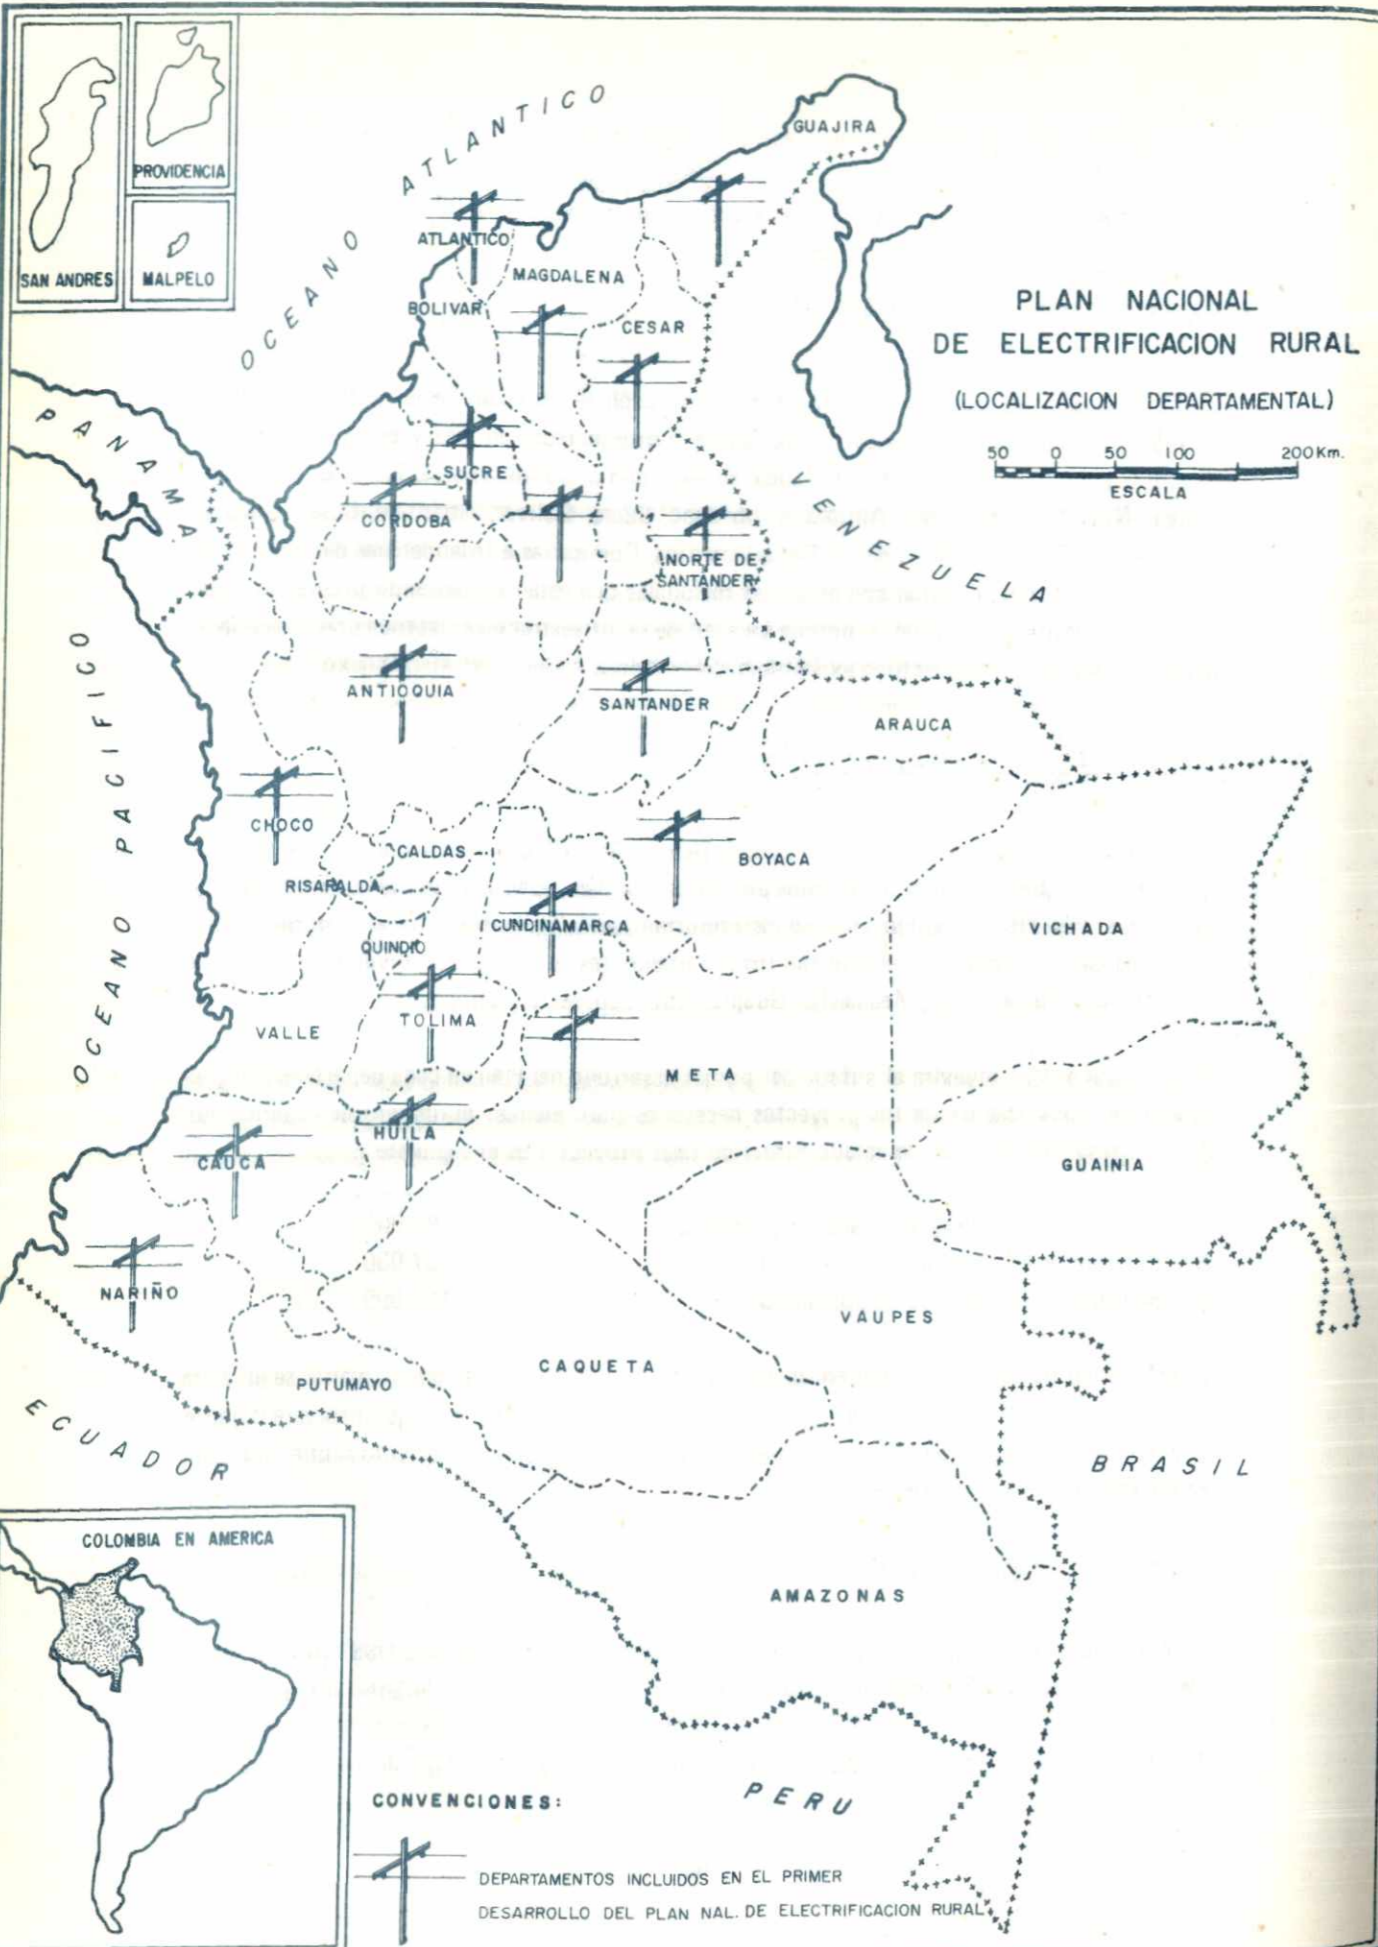 PROVIDENCIA
SAN ANDRES
MALPELO
OCEANO ATLANTICO
GUAJIRA
ATLANTICO
MAGDALENA
BOLIVAR
CESAR
PLAN NACIONAL
DE ELECTRIFICACION RURAL
(LOCALIZACION DEPARTAMENTAL)
50 0 50 100 200 Km.
ESCALA
PANAMA
SUCRE
CORDOBA
VENEZUELA
NORTE DE
SANTANDER
OCEANO PACIFICO
ANTIOQUIA
SANTANDER
ARAUCA
CHOCO
CALDAS
BOYACA
RISARALDA
CUNDINAMARCA
VICHADA
QUINDIO
TOLIMA
VALLE
META
HUILA
CAUCA
GUAINIA
NARIÑO
VAUPES
CAQUETA
PUTUMAYO
ECUADOR
BRASIL
COLOMBIA EN AMERICA
AMAZONAS
PERU
CONVENCIONES:
DEPARTAMENTOS INCLUIDOS EN EL PRIMER
DESARROLLO DEL PLAN NAL. DE ELECTRIFICACION RURAL